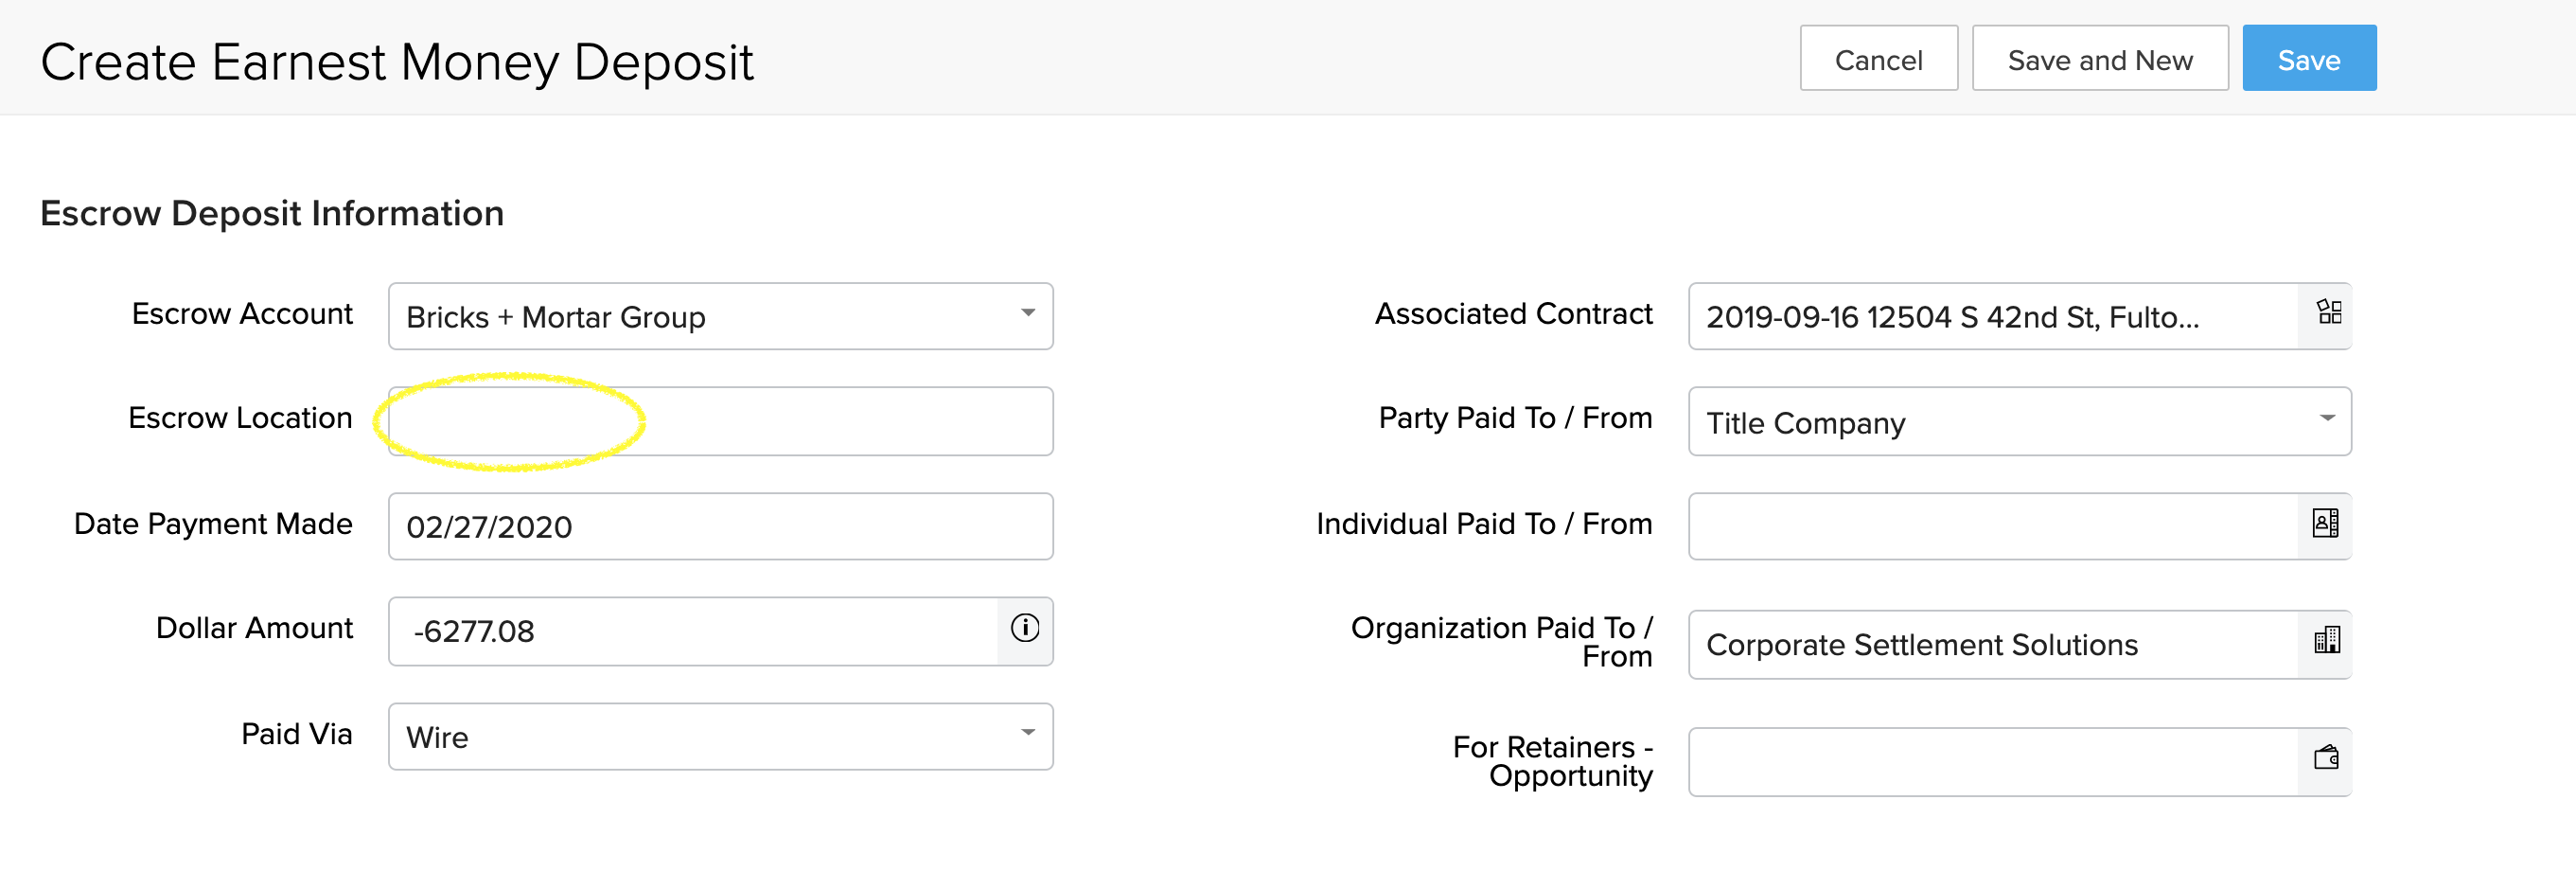 Create Earnest Money Deposit
Cancel
Save and New
Save
Escrow Deposit Information
Escrow Account
Bricks + Mortar Group
Escrow Location
Date Payment Made
02/27/2020
Dollar Amount
-6277.08
Paid Via
Wire
Associated Contract
2019-09-16 12504 S 42nd St, Fulto...
Party Paid To / From
Title Company
Individual Paid To / From
Organization Paid To /
From
Corporate Settlement Solutions
For Retainers -
Opportunity